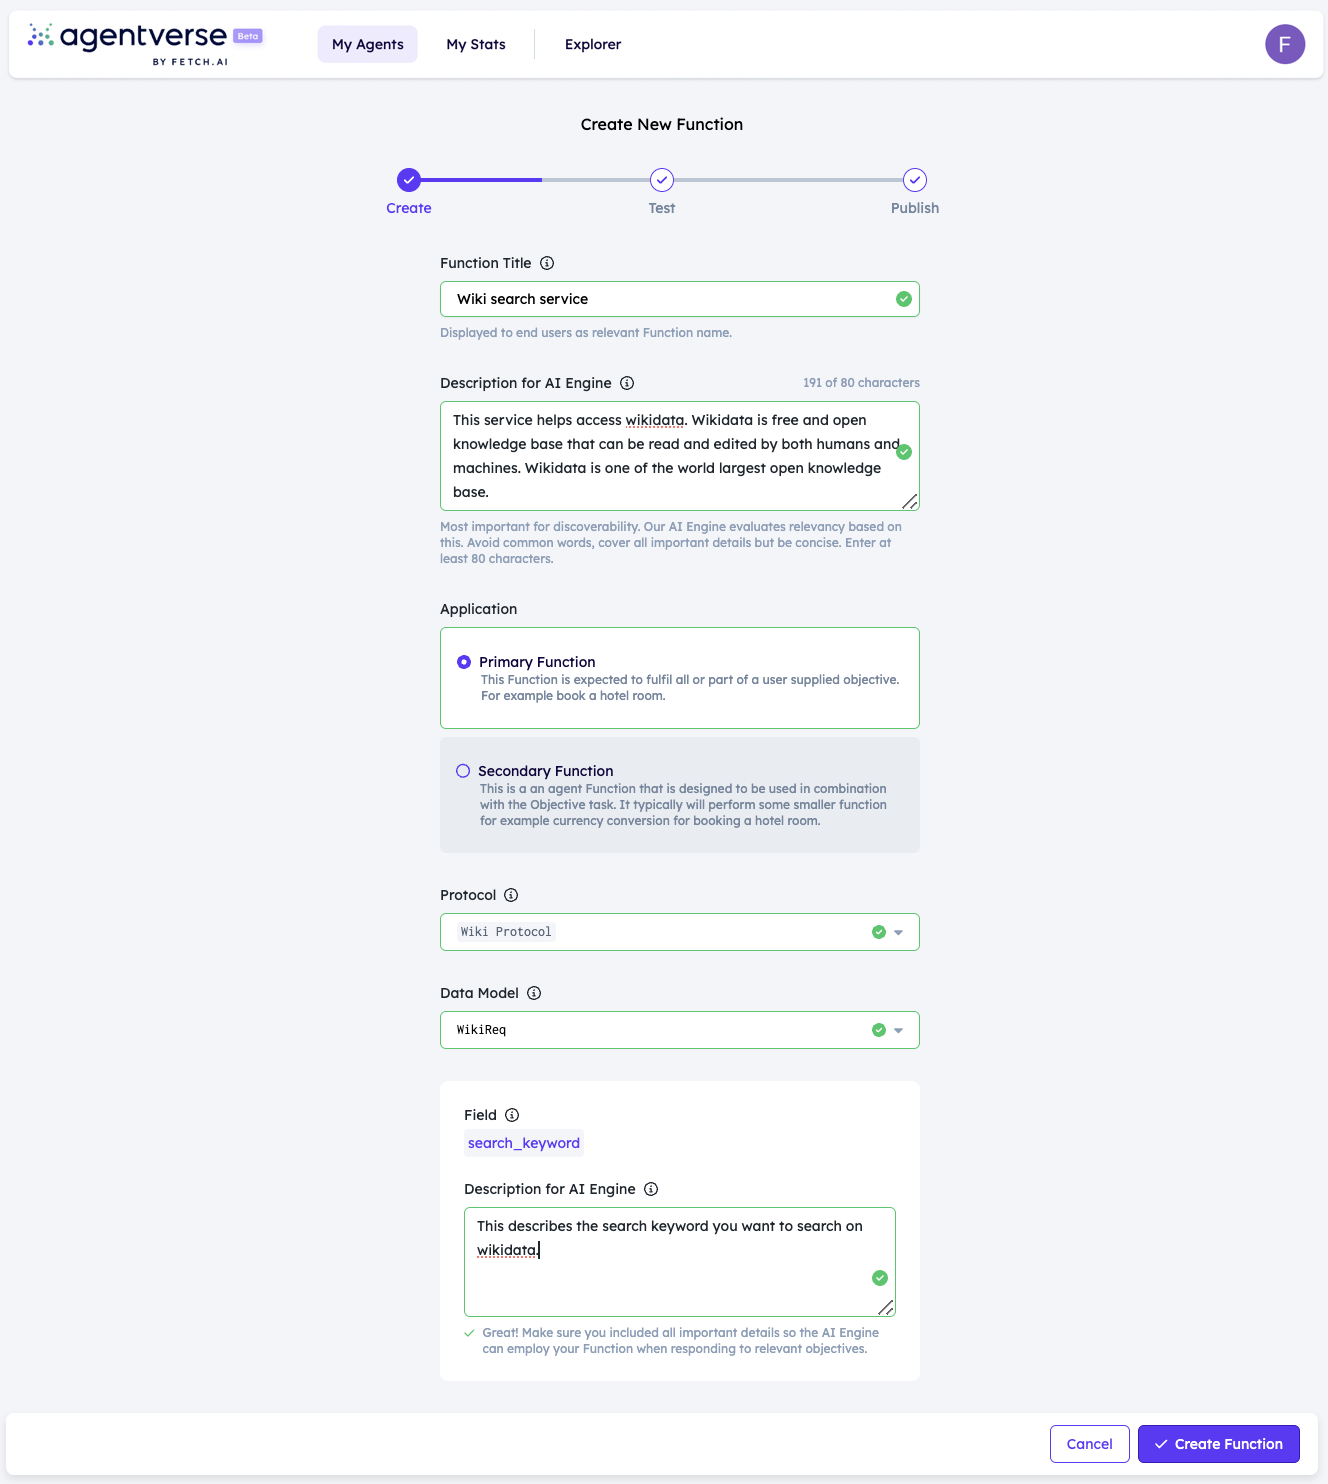 agentverse Beta
BY FETCH.AI
My Agents
My Stats
Explorer
F
Create New Function
Create
Test
Publish
Function Title
Wiki search service
Displayed to end users as relevant Function name.
Description for AI Engine
191 of 80 characters
This service helps access wikidata. Wikidata is free and open
knowledge base that can be read and edited by both humans and
machines. Wikidata is one of the world largest open knowledge
base.
Most important for discoverability. Our AI Engine evaluates relevancy based on
this. Avoid common words, cover all important details but be concise. Enter at
least 80 characters.
Application
Primary Function
This Function is expected to fulfil all or part of a user supplied objective.
For example book a hotel room.
Secondary Function
This is a an agent Function that is designed to be used in combination
with the Objective task. It typically will perform some smaller function
for example currency conversion for booking a hotel room.
Protocol
Wiki Protocol
Data Model
WikiReq
Field
search_keyword
Description for AI Engine
This describes the search keyword you want to search on
wikidata.
Great! Make sure you included all important details so the AI Engine
can employ your Function when responding to relevant objectives.
Cancel
Create Function